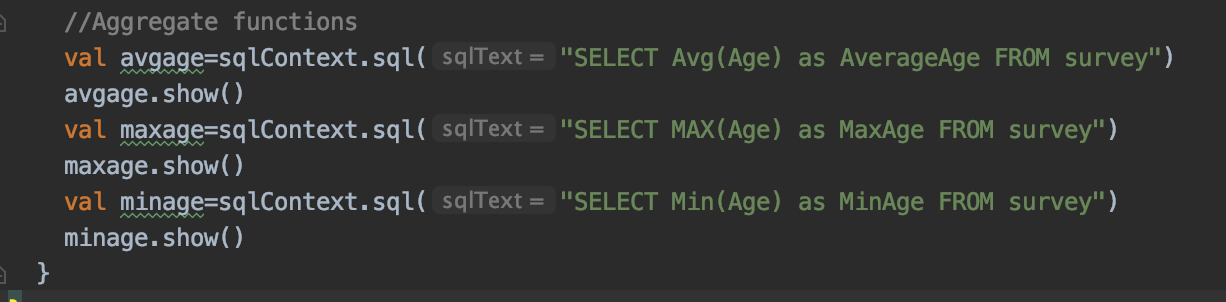 //Aggregate functions
val avgage=sqlContext.sql( sqlText = "SELECT Avg(Age) as AverageAge FROM survey")
avgage.show()
val maxage=sqlContext.sql( sqlText = "SELECT MAX(Age) as MaxAge FROM survey")
maxage.show()
val minage=sqlContext.sql( sqlText = "SELECT Min(Age) as MinAge FROM survey")
minage.show()
}